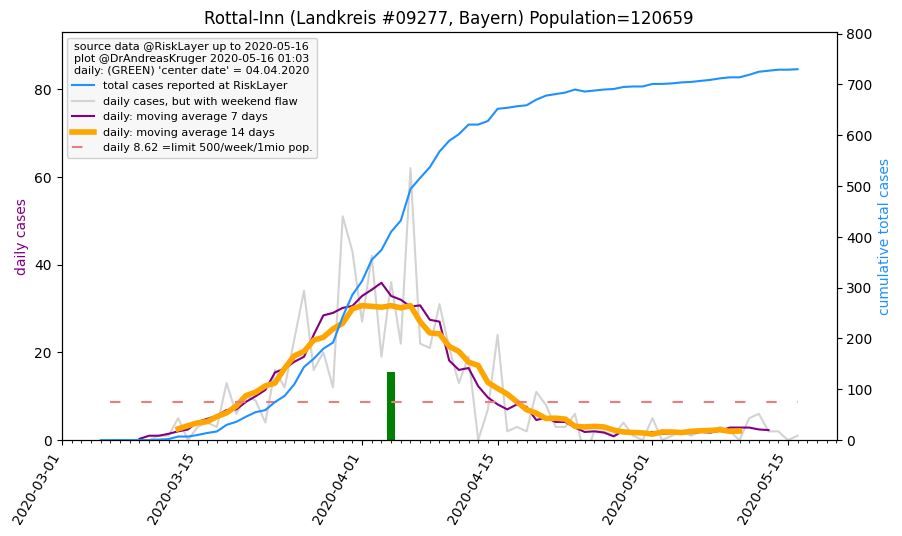 Rottal-Inn (Landkreis #09277, Bayern) Population=120659
source data @RiskLayer up to 2020-05-16
plot @DrAndreasKruger 2020-05-16 01:03
daily: (GREEN) 'center date' = 04.04.2020
total cases reported at RiskLayer
daily cases, but with weekend flaw
daily: moving average 7 days
daily: moving average 14 days
daily 8.62 =limit 500/week/1mio pop.
daily cases
80
60
40
20
0
cumulative total cases
800
700
600
500
400
300
200
100
0
2020-03-01
2020-03-15
2020-04-01
2020-04-15
2020-05-01
2020-05-15